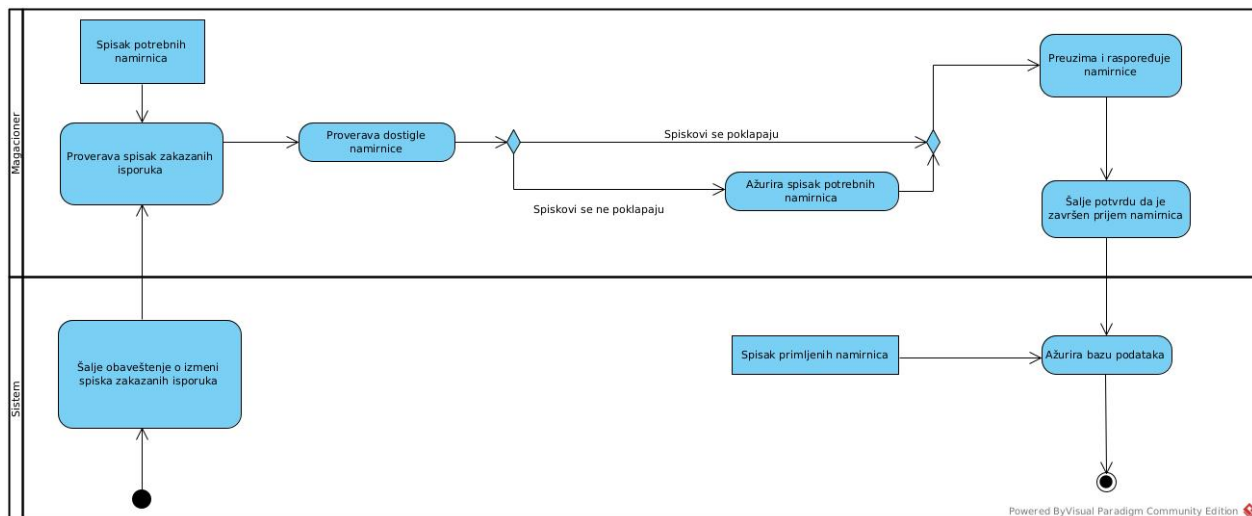 Magacioner
Spisak potrebnih
namirnica
Proverava spisak zakazanih
isporuka
Proverava dostigle
namirnice
Spiskovi se poklapaju
Spiskovi se ne poklapaju
Ažurira spisak potrebnih
namirnica
Preuzima i raspoređuje
namirnice
Šalje potvrdu da je
završen prijem namirnica
Sistem
Šalje obaveštenje o izmeni
spiska zakazanih isporuka
Spisak primljenih namirnica
Ažurira bazu podataka
Powered ByVisual Paradigm Community Edition